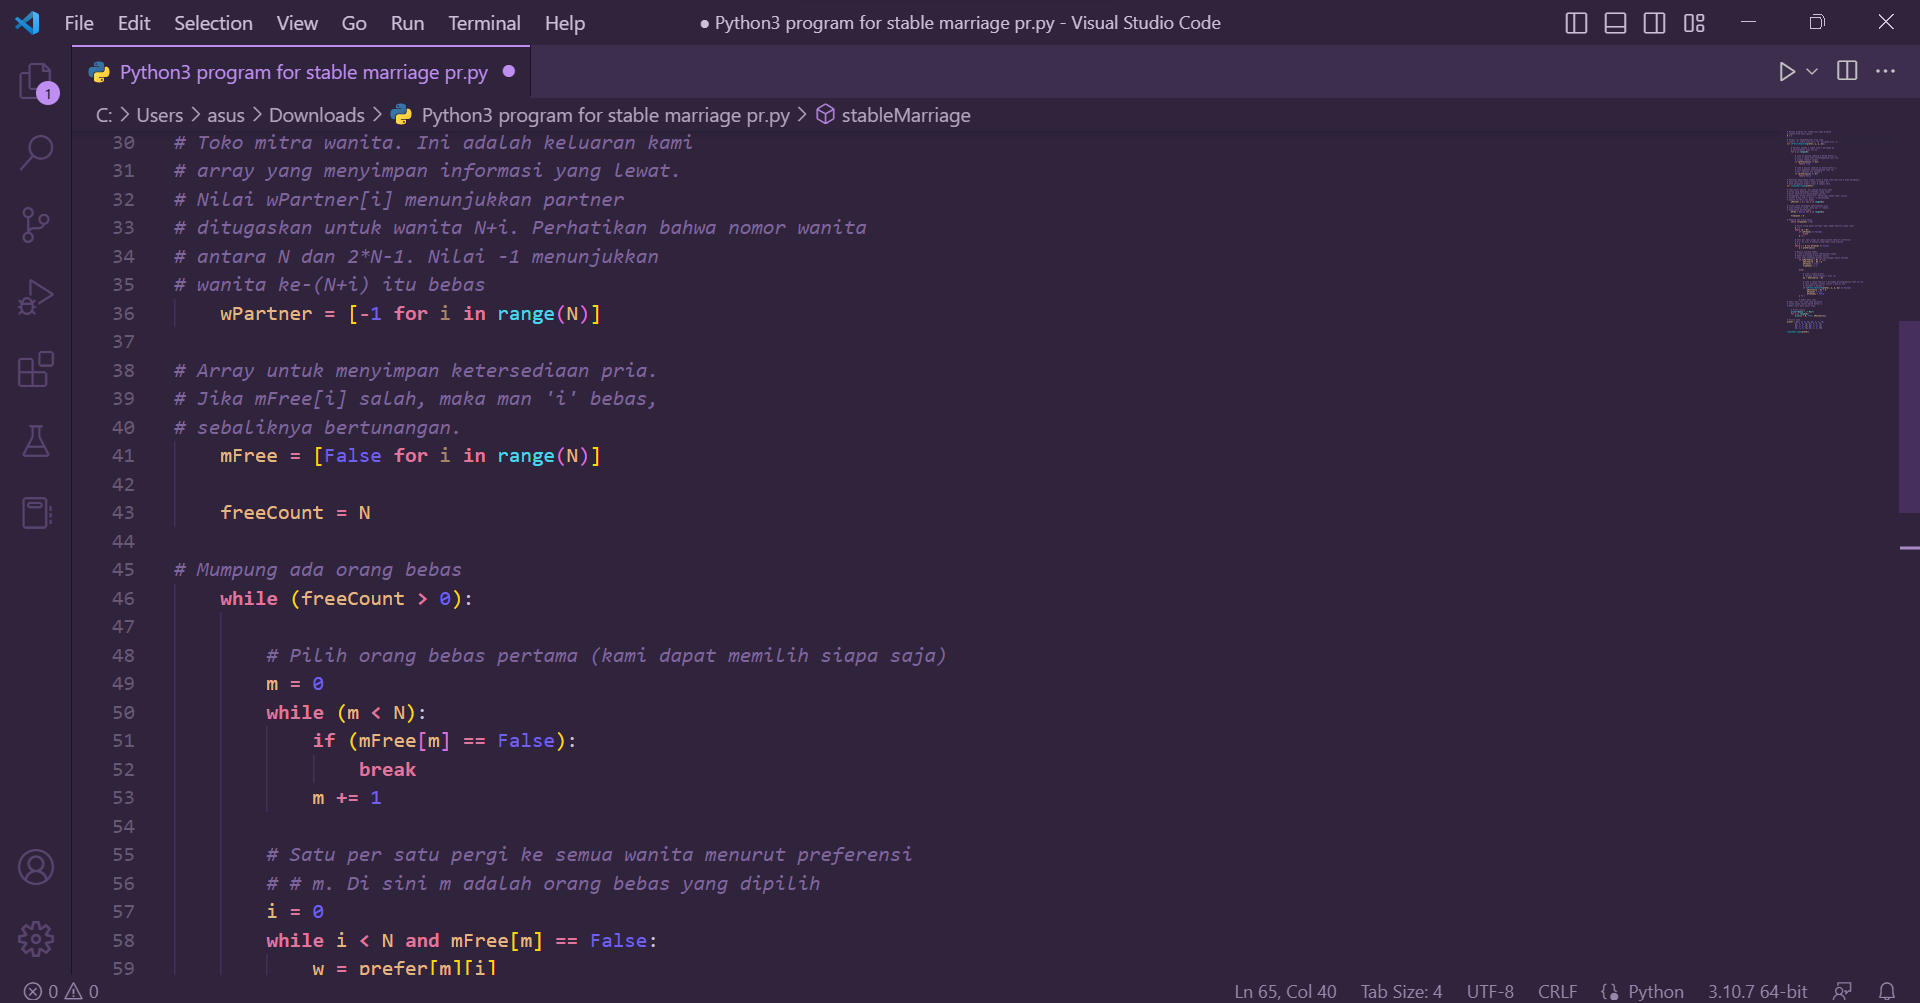 File Edit Selection View Go Run Terminal Help
● Python3 program for stable marriage pr.py - Visual Studio Code
Python3 program for stable marriage pr.py ●
1
C: > Users > asus > Downloads > Python3 program for stable marriage pr.py > stableMarriage
30 # Toko mitra wanita. Ini adalah keluaran kami
31 # array yang menyimpan informasi yang lewat.
32 # Nilai wPartner[i] menunjukkan partner
33 # ditugaskan untuk wanita N+i. Perhatikan bahwa nomor wanita
34 # antara N dan 2*N-1. Nilai -1 menunjukkan
35 # wanita ke-(N+i) itu bebas
36 wPartner = [-1 for i in range(N)]
37
38 # Array untuk menyimpan ketersediaan pria.
39 # Jika mFree[i] salah, maka man 'i' bebas,
40 # sebaliknya bertunangan.
41 mFree = [False for i in range(N)]
42
43 freeCount = N
44
45 # Mumpung ada orang bebas
46 while (freeCount > 0):
47
48 # Pilih orang bebas pertama (kami dapat memilih siapa saja)
49 m = 0
50 while (m < N):
51 if (mFree[m] == False):
52 break
53 m += 1
54
55 # Satu per satu pergi ke semua wanita menurut preferensi
56 # # m. Di sini m adalah orang bebas yang dipilih
57 i = 0
58 while i < N and mFree[m] == False:
59 w = prefer[m][i]
0 0
Ln 65, Col 40 Tab Size: 4 UTF-8 CRLF {} Python 3.10.7 64-bit